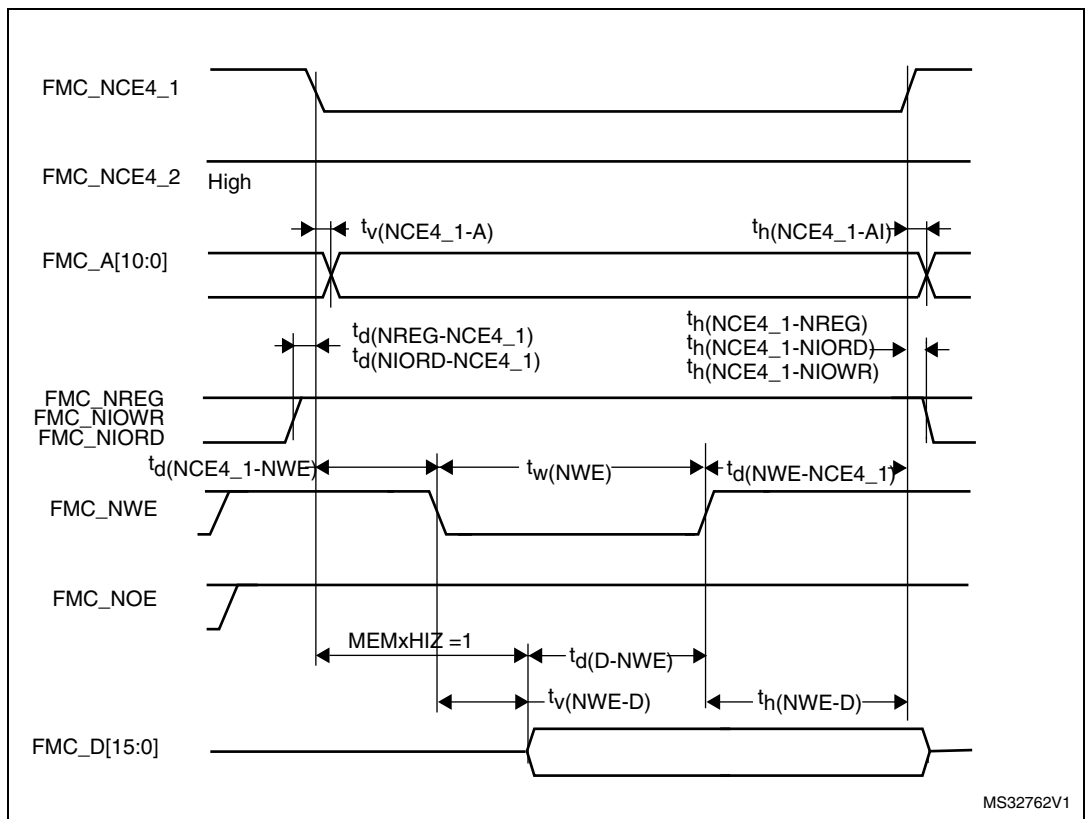 FMC_NCE4_1
FMC_NCE4_2
High
tv(NCE4_1-A)
th(NCE4_1-AI)
FMC_A[10:0]
td(NREG-NCE4_1)
td(NIORD-NCE4_1)
th(NCE4_1-NREG)
th(NCE4_1-NIORD)
th(NCE4_1-NIOWR)
FMC_NREG
FMC_NIOWR
FMC_NIORD
td(NCE4_1-NWE)
tw(NWE)
td(NWE-NCE4_1)
FMC_NWE
FMC_NOE
MEMxHIZ =1
td(D-NWE)
tv(NWE-D)
th(NWE-D)
FMC_D[15:0]
MS32762V1